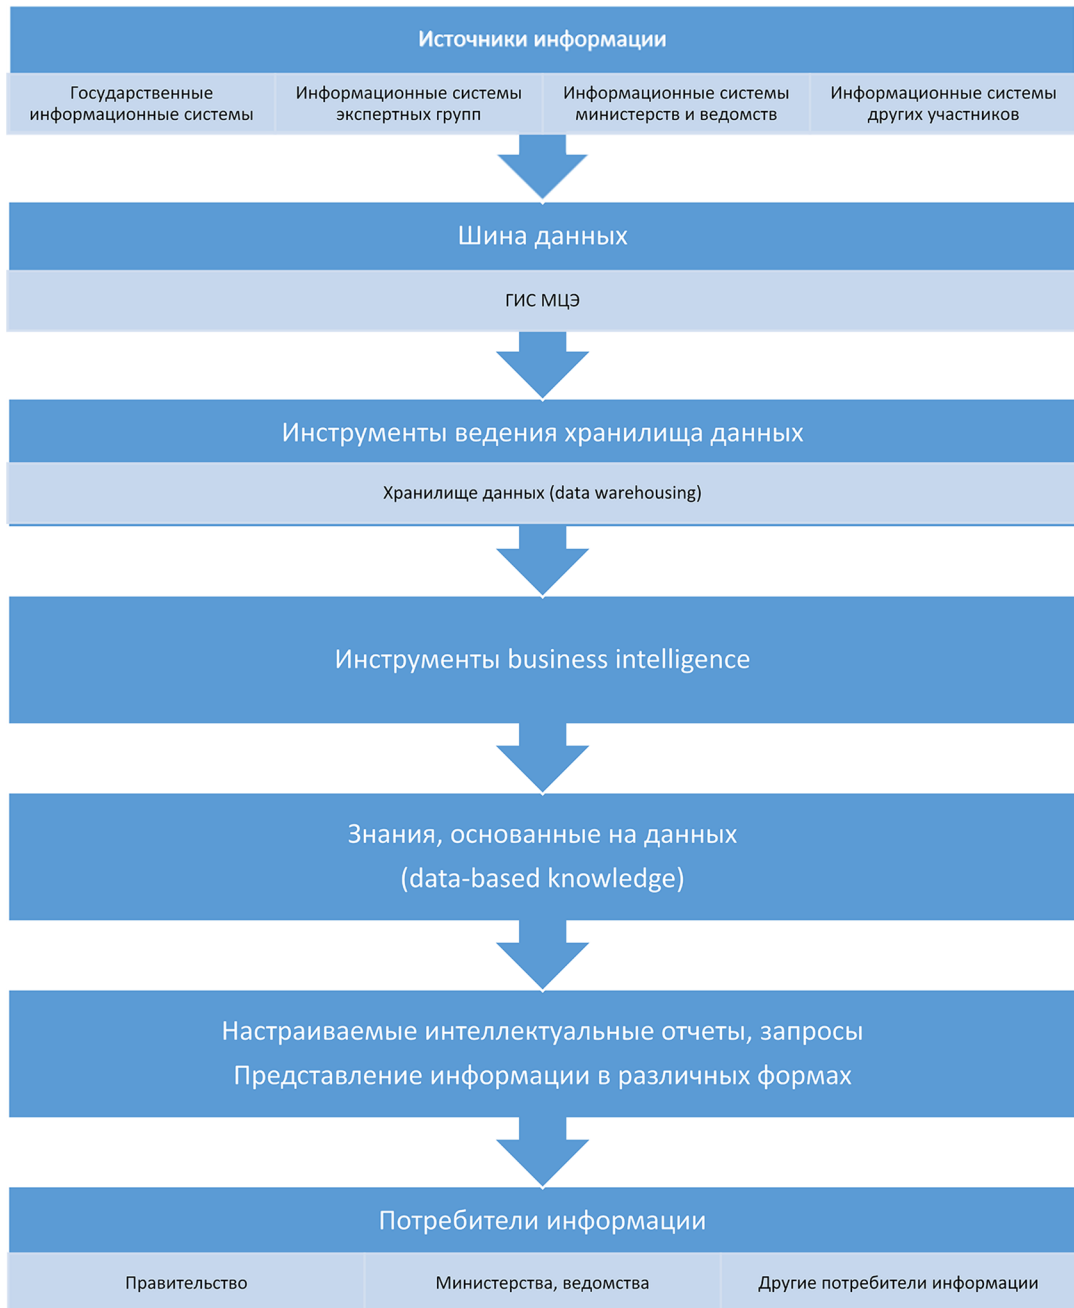 Источники информации
Государственные
информационные системы
Информационные системы
экспертных групп
Информационные системы
министерств и ведомств
Информационные системы
других участников
Шина данных
ГИС МЦЭ
Инструменты ведения хранилища данных
Хранилище данных (data warehousing)
Инструменты business intelligence
Знания, основанные на данных
(data-based knowledge)
Настраиваемые интеллектуальные отчеты, запросы
Представление информации в различных формах
Потребители информации
Правительство
Министерства, ведомства
Другие потребители информации